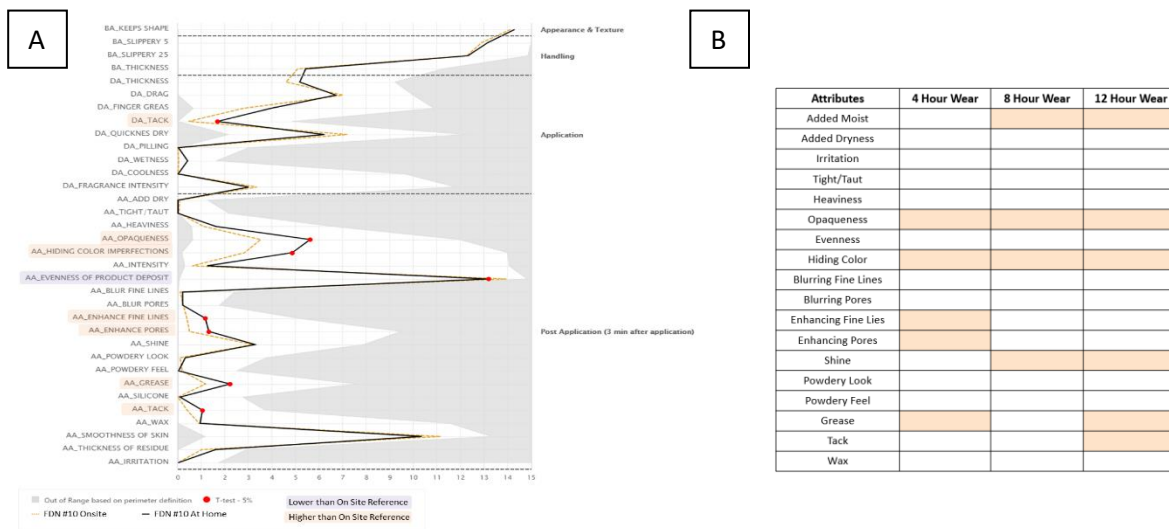 A
BA_KEEPS SHAPE
BA_SLIPPERY 5
BA_SLIPPERY 25
BA_THICKNESS
DA_THICKNESS
DA_DRAG
DA_FINGER GREAS
DA_TACK
DA_QUICKNES DRY
DA_PILLING
DA_WETNESS
DA_COOLNESS
DA_FRAGRANCE INTENSITY
AA_ADD DRY
AA_TIGHT/TAUT
AA_HEAVINESS
AA_OPAQUENESS
AA_HIDING COLOR IMPERFECTIONS
AA_INTENSITY
AA_EVENNESS OF PRODUCT DEPOSIT
AA_BLUR FINE LINES
AA_BLUR PORES
AA_ENHANCE FINE LINES
AA_ENHANCE PORES
AA_SHINE
AA_POWDERY LOOK
AA_POWDERY FEEL
AA_GREASE
AA_SILICONE
AA_TACK
AA_WAX
AA_SMOOTHNESS OF SKIN
AA_THICKNESS OF RESIDUE
AA_IRRITATION
0 1 2 3 4 5 6 7 8 9 10 11 12 13 14 15
Appearance & Texture
Handling
Application
Post Application (3 min after application)
Out of Range based on perimeter definition T-test - 5% Lower than On Site Reference
FDN #10 Onsite FDN #10 At Home Higher than On Site Reference
B
Attributes 4 Hour Wear 8 Hour Wear 12 Hour Wear
Added Moist
Added Dryness
Irritation
Tight/Taut
Heaviness
Opaqueness
Evenness
Hiding Color
Blurring Fine Lines
Blurring Pores
Enhancing Fine Lies
Enhancing Pores
Shine
Powdery Look
Powdery Feel
Grease
Tack
Wax